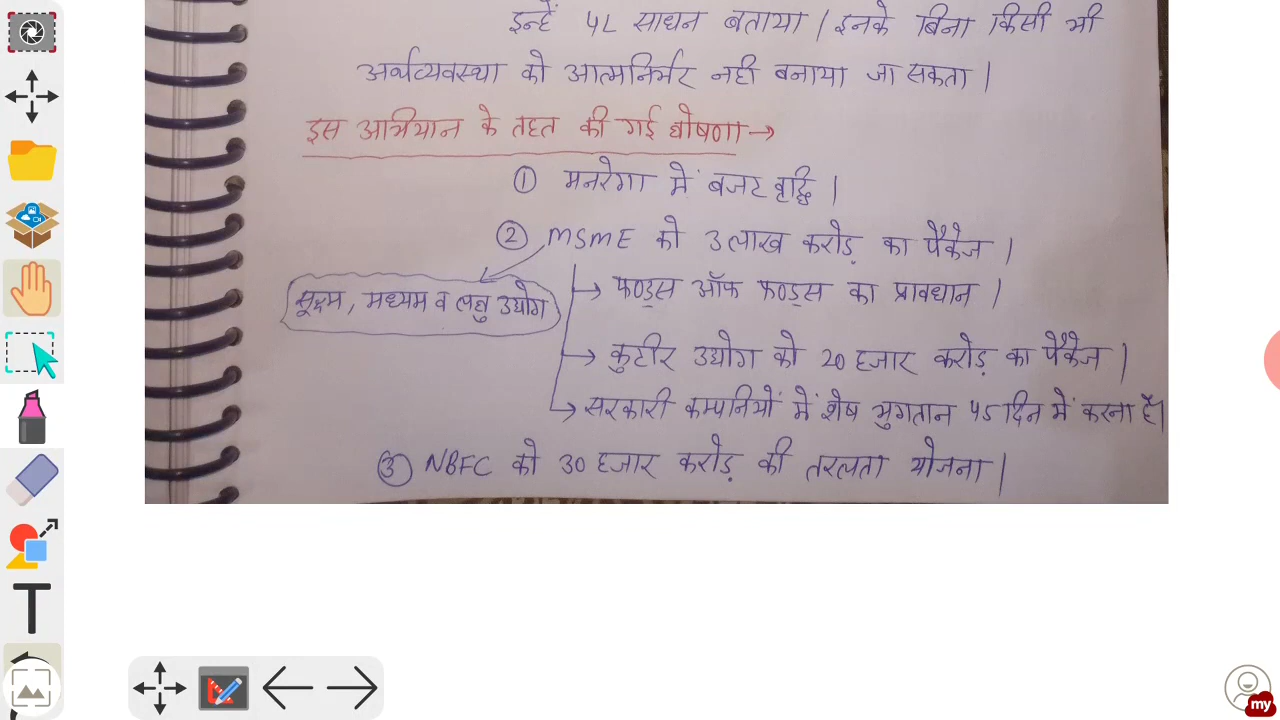 इन्हें 4L साधन बताया। इनके बिना किसी भी
अर्थव्यवस्था को आत्मनिर्भर नही बनाया जा सकता।
इस अभियान के तहत की गई घोषणा→
① मनरेगा में बजट वृद्धि।
② MSME को 3 लाख करोड़ का पैकेज।
सूक्ष्म, मध्यम व लघु उद्योग
→ फण्ड्स ऑफ फण्ड्स का प्रावधान।
→ कुटीर उद्योग को 20 हजार करोड़ का पैकेज।
→ सरकारी कम्पनियों में शेष भुगतान 45 दिन में करना है।
③ NBFC को 30 हजार करोड़ की तरलता योजना।
T
my